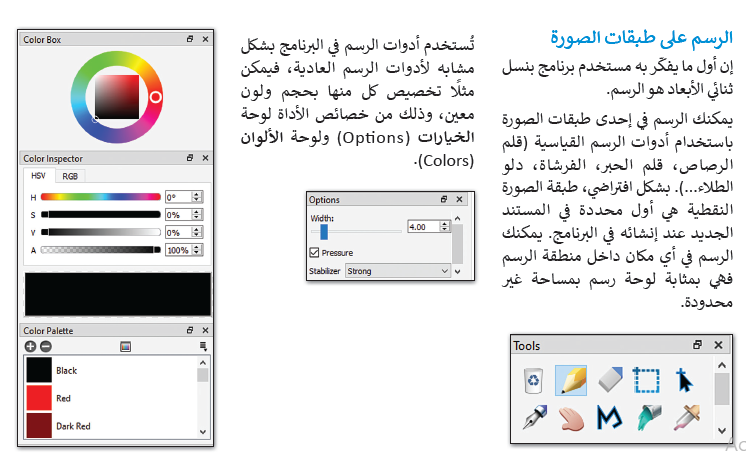 الرسم على طبقات الصورة
إن أول ما يفكّر به مستخدم برنامج بنسل
ثنائي الأبعاد هو الرسم.
يمكنك الرسم في إحدى طبقات الصورة
باستخدام أدوات الرسم القياسية (قلم
الرصاص، قلم الحبر، الفرشاة، دلو
الطلاء...). بشكل افتراضي، طبقة الصورة
النقطية هي أول محددة في المستند
الجديد عند إنشائه في البرنامج. يمكنك
الرسم في أي مكان داخل منطقة الرسم
فهي بمثابة لوحة رسم بمساحة غير
محدودة.
Tools
تُستخدم أدوات الرسم في البرنامج بشكل
مشابه لأدوات الرسم العادية، فيمكن
مثلًا تخصيص كل منها بحجم ولون
معين، وذلك من خصائص الأداة لوحة
الخيارات (Options) ولوحة الألوان
(Colors).
Options
Width:
4.00
Pressure
Stabilizer Strong
Color Box
Color Inspector
HSV RGB
H 0°
S 0%
V 0%
A 100%
Color Palette
Black
Red
Dark Red